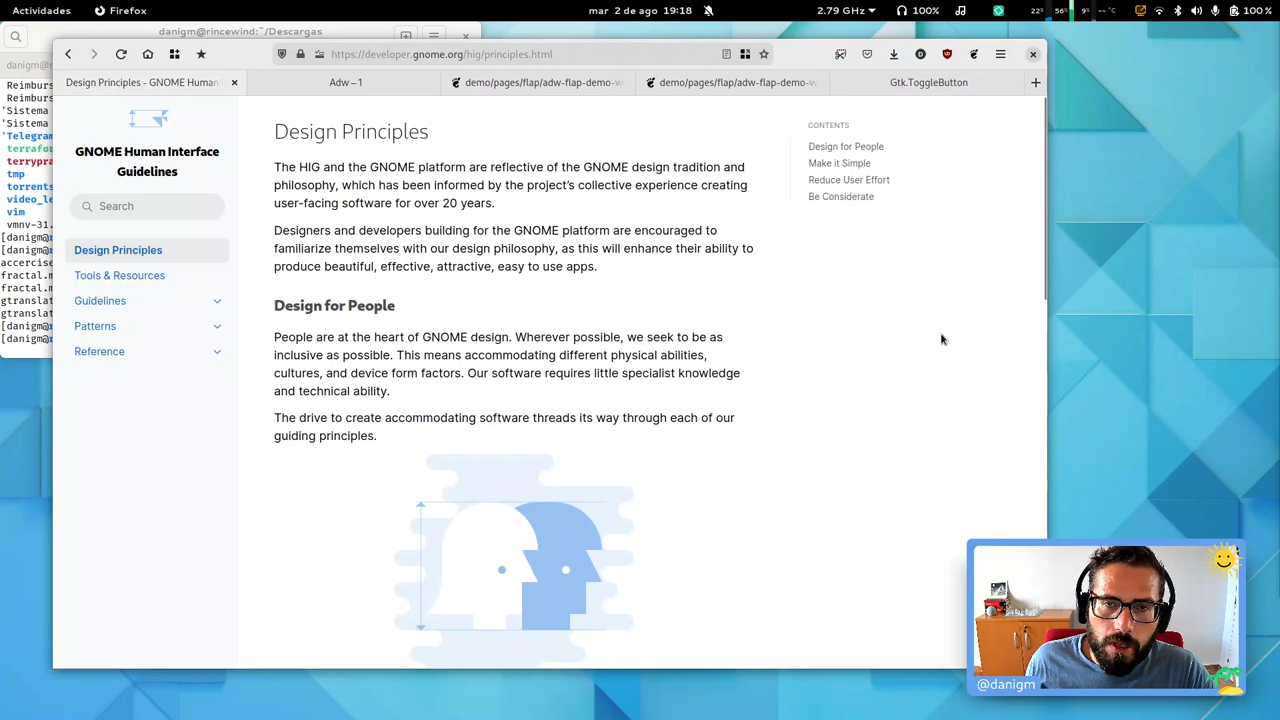 Actividades
Firefox
mar 2 de ago 19:18
2.79 GHz
100%
22%
56%
9%
-- °C
100 %
danigm@rincewind:~/Descargas
Reimburs
Reimburs
'Sistema
'Sistema
'Telegram
terrafor
terrypra
tmp
torrents
video_le
vim
vmnv-31.
[danigm@r
[danigm@r
accercise
fractal.m
fractal.m
gtranslat
gtranslat
[danigm@r
[danigm@r
https://developer.gnome.org/hig/principles.html
Design Principles - GNOME Human
Adw – 1
demo/pages/flap/adw-flap-demo-w
demo/pages/flap/adw-flap-demo-w
Gtk.ToggleButton
GNOME Human Interface
Guidelines
Search
Design Principles
Tools & Resources
Guidelines
Patterns
Reference
Design Principles
The HIG and the GNOME platform are reflective of the GNOME design tradition and
philosophy, which has been informed by the project's collective experience creating
user-facing software for over 20 years.
Designers and developers building for the GNOME platform are encouraged to
familiarize themselves with our design philosophy, as this will enhance their ability to
produce beautiful, effective, attractive, easy to use apps.
Design for People
People are at the heart of GNOME design. Wherever possible, we seek to be as
inclusive as possible. This means accommodating different physical abilities,
cultures, and device form factors. Our software requires little specialist knowledge
and technical ability.
The drive to create accommodating software threads its way through each of our
guiding principles.
CONTENTS
Design for People
Make it Simple
Reduce User Effort
Be Considerate
@danigm